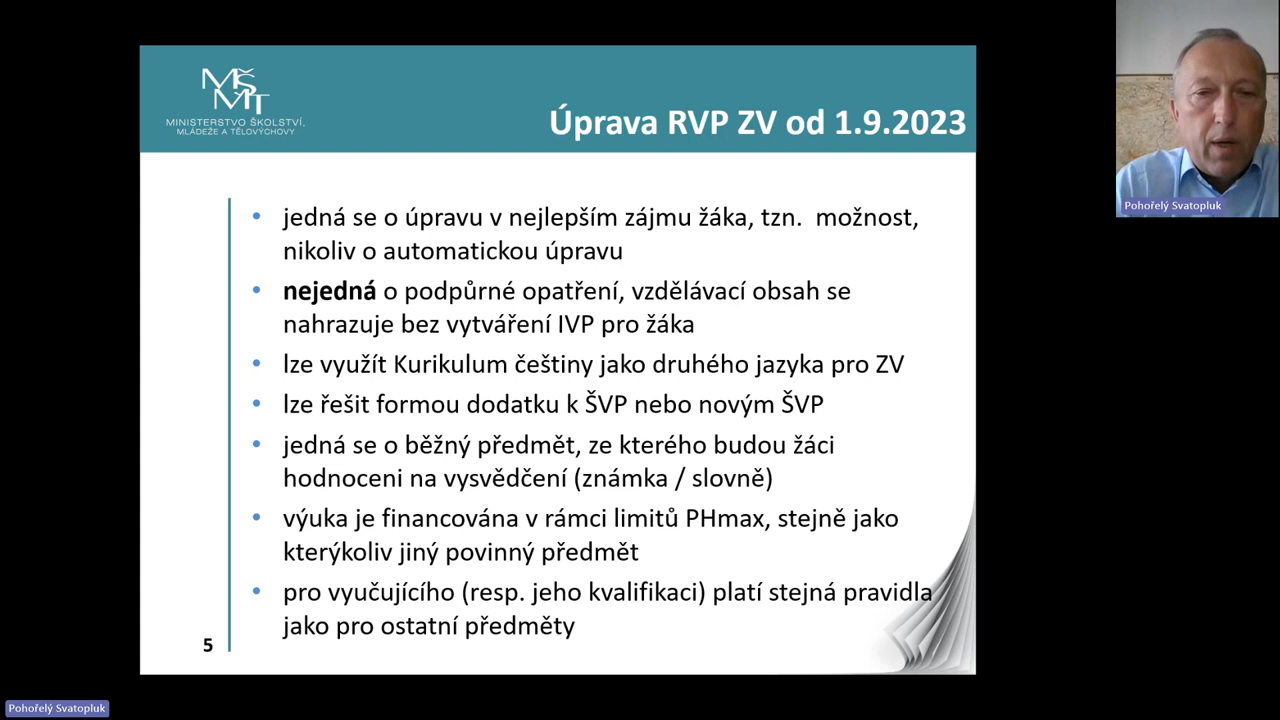 MŠMT
MINISTERSTVO ŠKOLSTVÍ,
MLÁDEŽE A TĚLOVÝCHOVY
Úprava RVP ZV od 1.9.2023
• jedná se o úpravu v nejlepším zájmu žáka, tzn. možnost,
nikoliv o automatickou úpravu
• nejedná o podpůrné opatření, vzdělávací obsah se
nahrazuje bez vytváření IVP pro žáka
• lze využít Kurikulum češtiny jako druhého jazyka pro ZV
• lze řešit formou dodatku k ŠVP nebo novým ŠVP
• jedná se o běžný předmět, ze kterého budou žáci
hodnoceni na vysvědčení (známka / slovně)
• výuka je financována v rámci limitů PHmax, stejně jako
kterýkoliv jiný povinný předmět
• pro vyučujícího (resp. jeho kvalifikaci) platí stejná pravidla
jako pro ostatní předměty
5
Pohořelý Svatopluk
Pohořelý Svatopluk